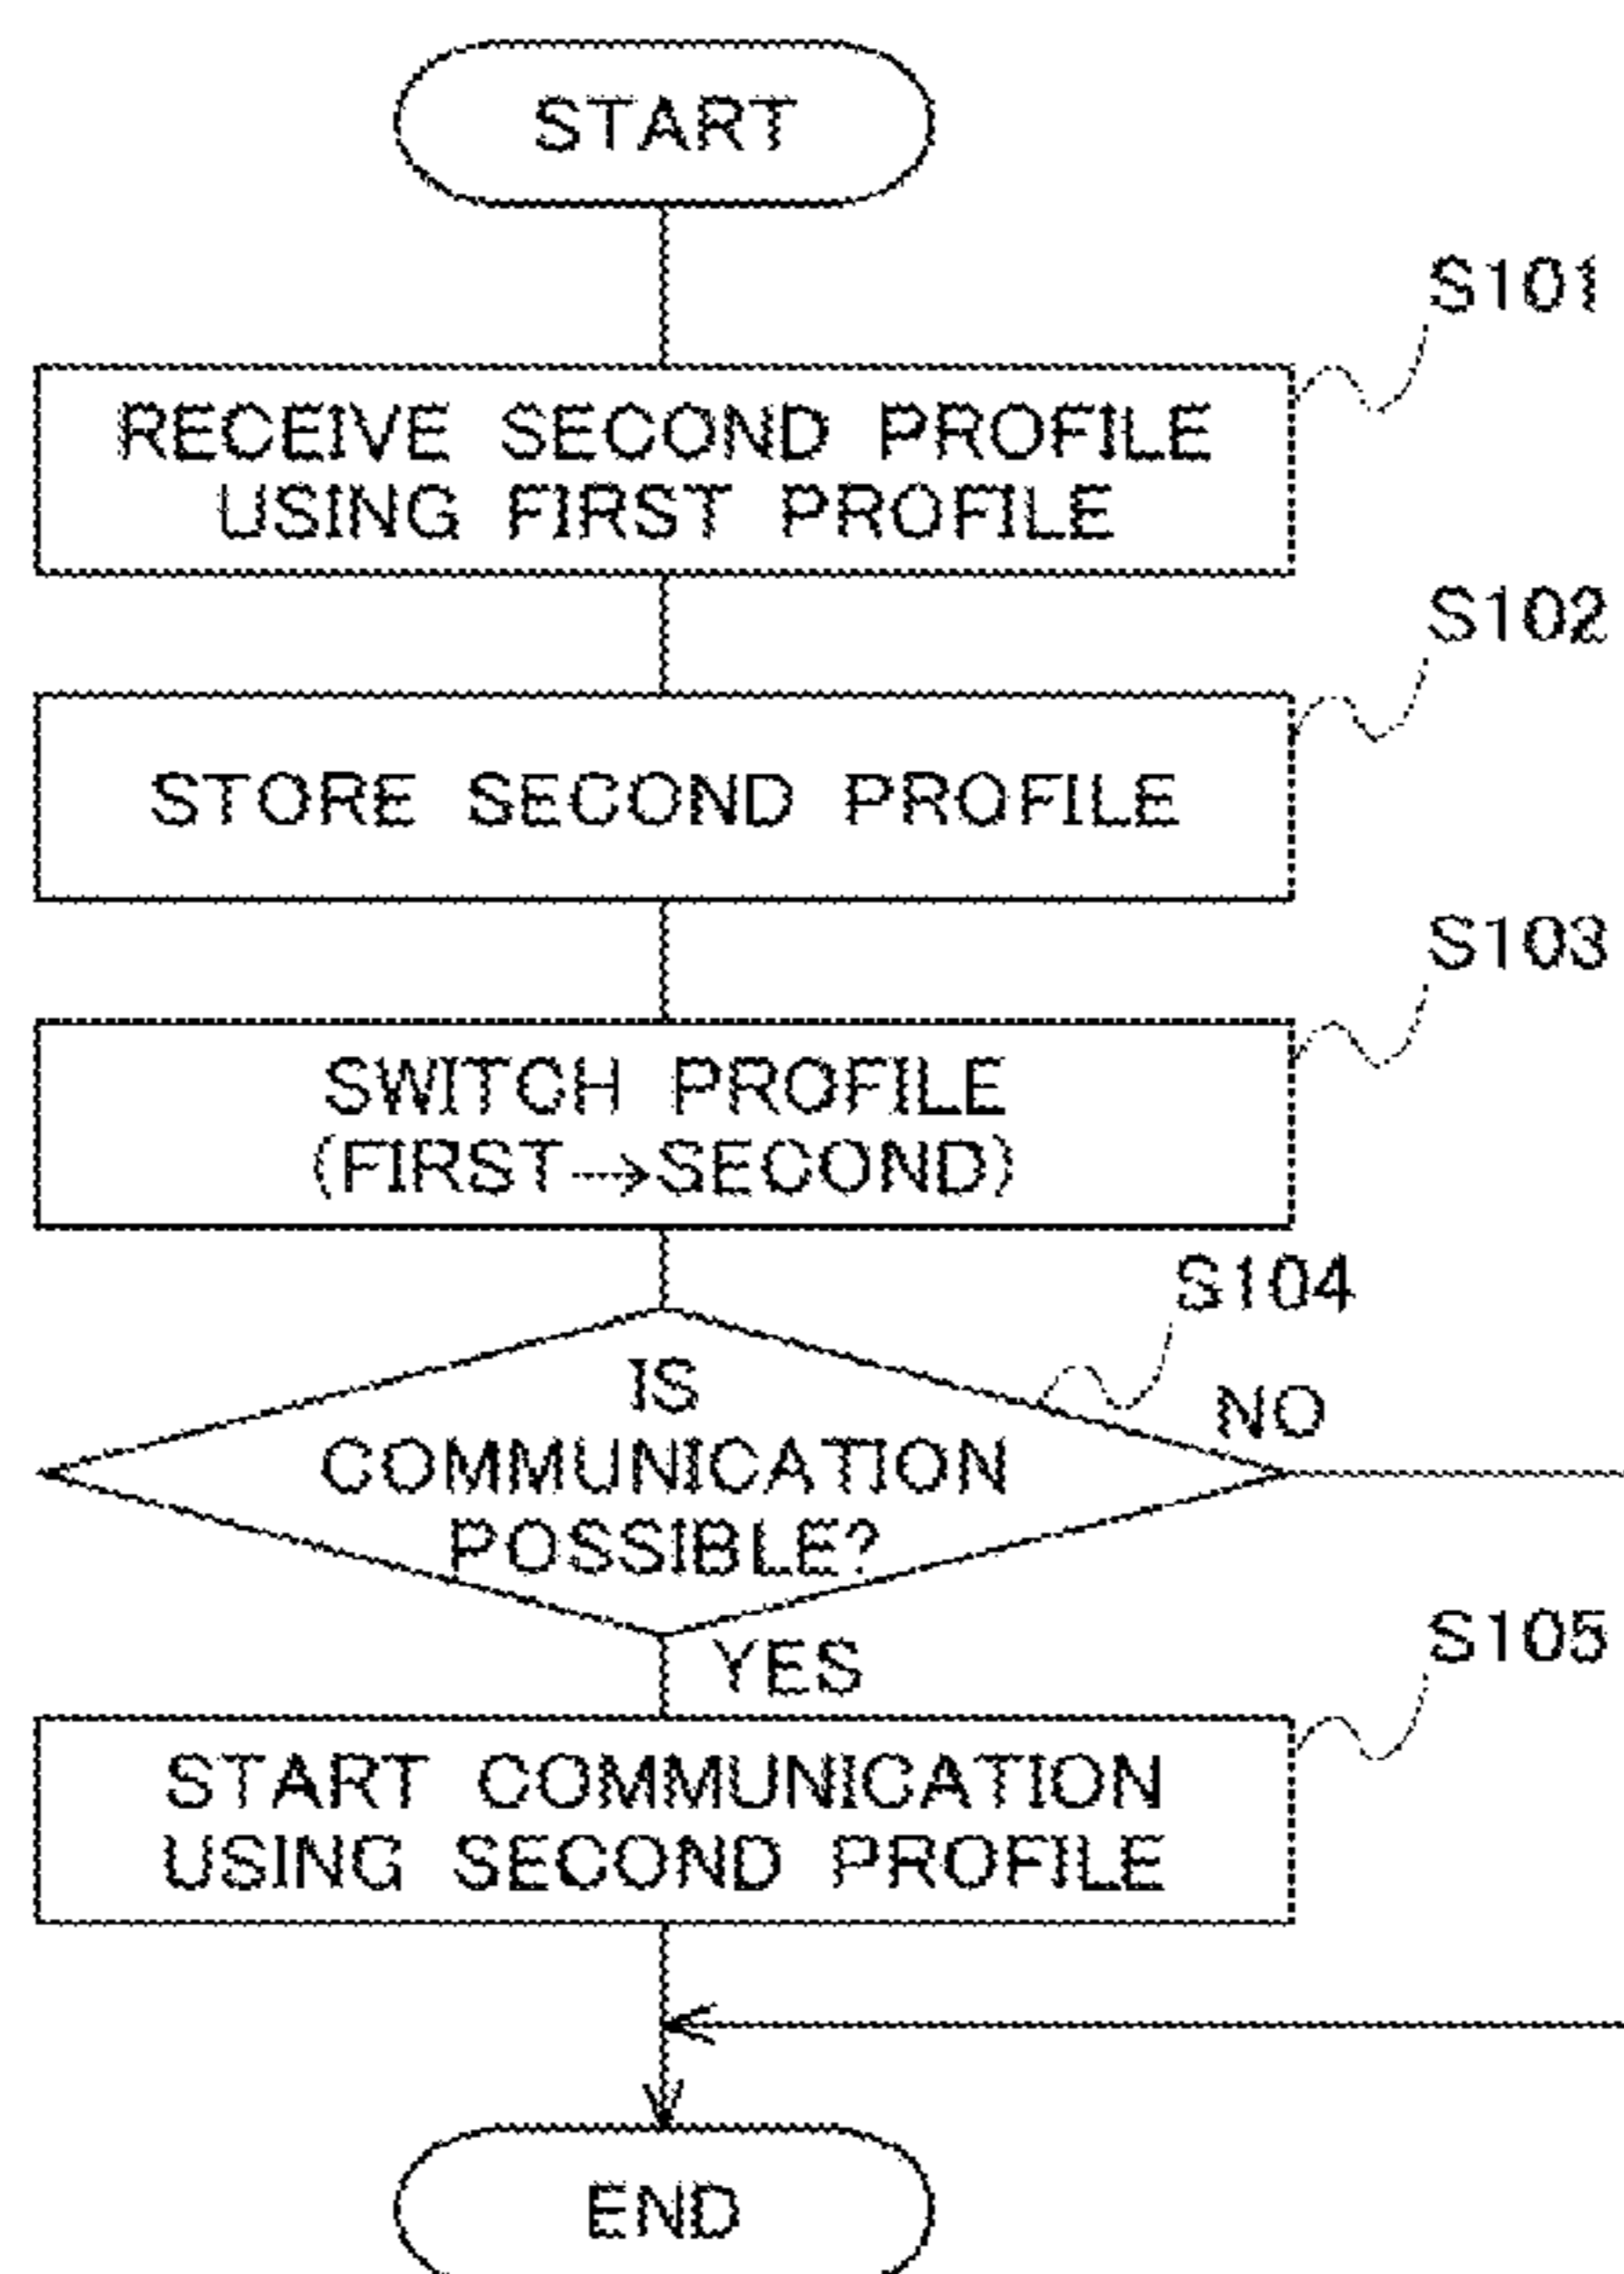 START
S101
RECEIVE SECOND PROFILE
USING FIRST PROFILE
S102
STORE SECOND PROFILE
S103
SWITCH PROFILE
(FIRST→SECOND)
S104
IS
COMMUNICATION
POSSIBLE?
NO
YES
S105
START COMMUNICATION
USING SECOND PROFILE
END